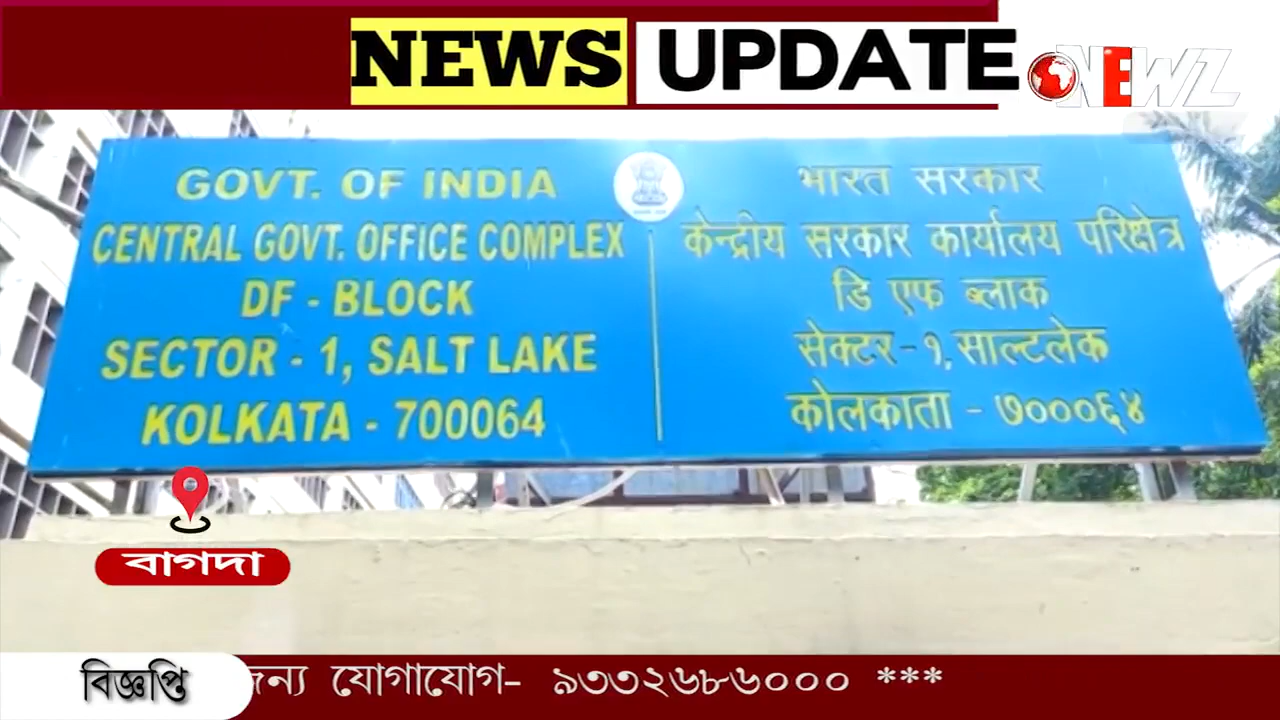 NEWS UPDATE
NEWZ
GOVT. OF INDIA
CENTRAL GOVT. OFFICE COMPLEX
DF - BLOCK
SECTOR - 1, SALT LAKE
KOLKATA - 700064
भारत सरकार
केन्द्रीय सरकार कार्यालय परिक्षेत्र
डि एफ ब्लाक
सेक्टर - १, साल्टलेक
कोलकाता - ७०००६४
বাগদা
বিজ্ঞপ্তি
জন্য যোগাযোগ- ৯৩৩২৬৮৬০০০ ***